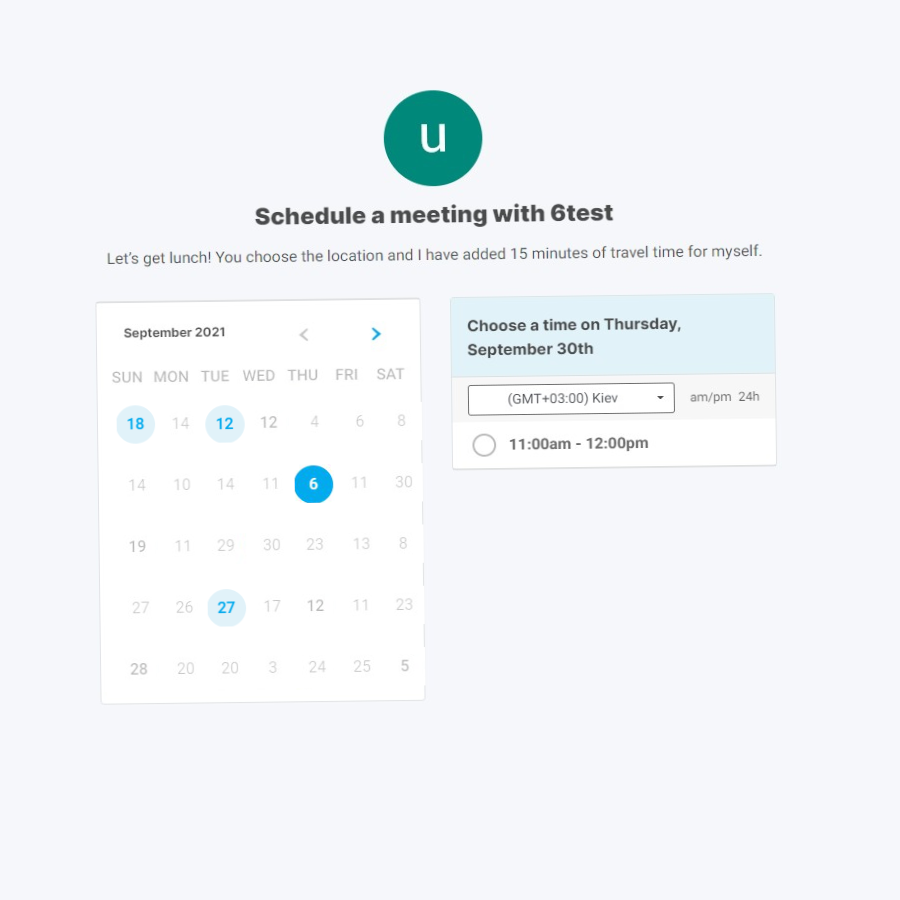 u
Schedule a meeting with 6test
Let's get lunch! You choose the location and I have added 15 minutes of travel time for myself.
September 2021
SUN MON TUE WED THU FRI SAT
18 14 12 12 4 6 8
14 10 14 11 6 11 30
19 11 29 30 23 13 8
27 26 27 17 12 11 23
28 20 20 3 24 25 5
Choose a time on Thursday,
September 30th
(GMT+03:00) Kiev am/pm 24h
11:00am - 12:00pm